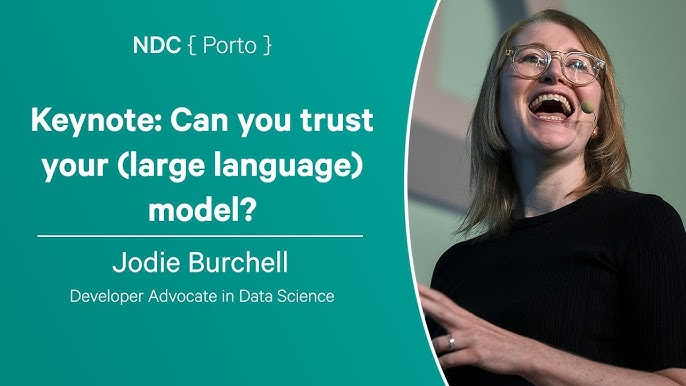 NDC { Porto }
Keynote: Can you trust
your (large language)
model?
Jodie Burchell
Developer Advocate in Data Science